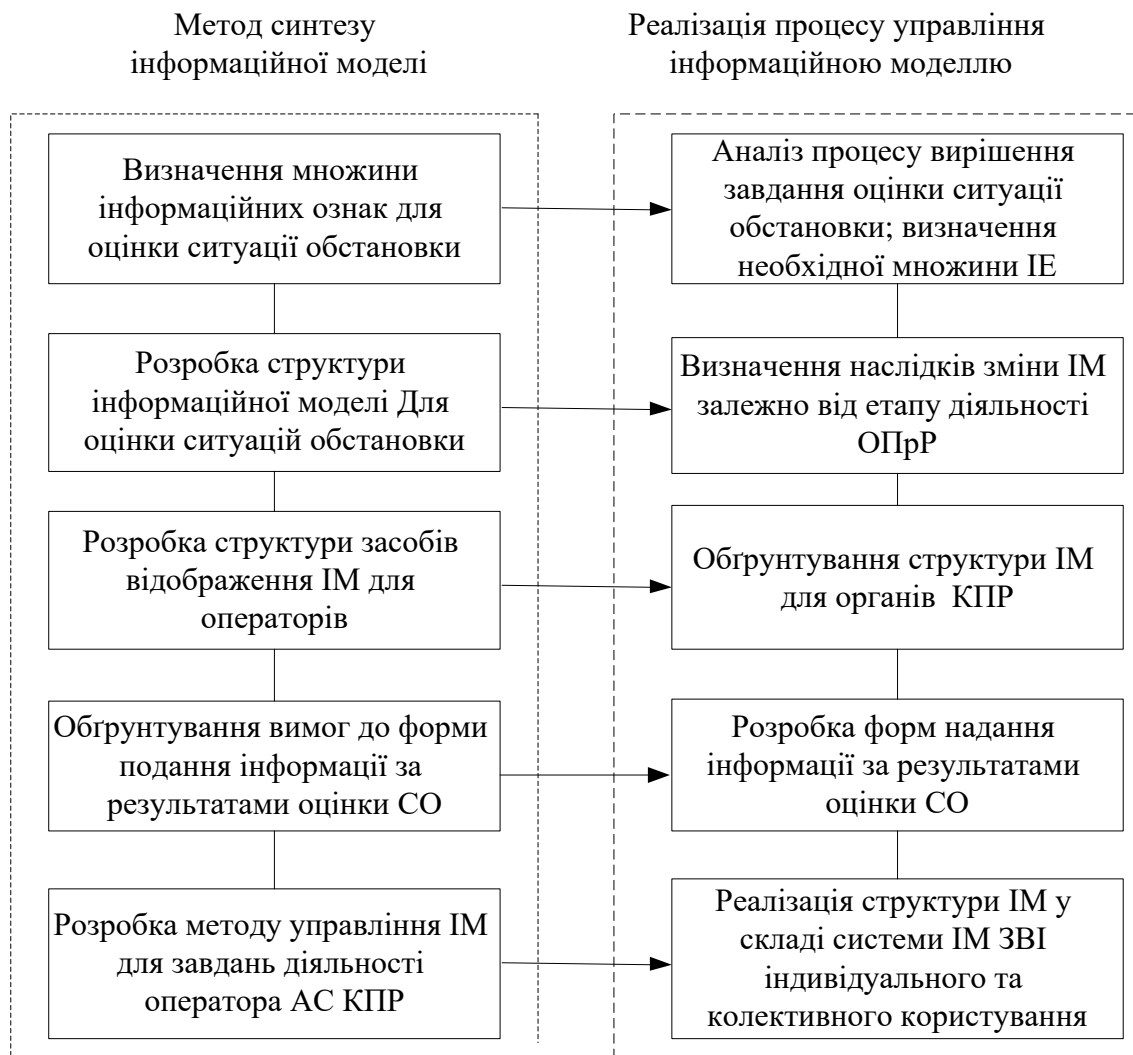 Метод синтезу
інформаційної моделі
Реалізація процесу управління
інформаційною моделлю
Визначення множини
інформаційних ознак для
оцінки ситуації обстановки
Аналіз процесу вирішення
завдання оцінки ситуації
обстановки; визначення
необхідної множини ІЕ
Розробка структури
інформаційної моделі Для
оцінки ситуацій обстановки
Визначення наслідків зміни ІМ
залежно від етапу діяльності
ОПрР
Розробка структури засобів
відображення ІМ для
операторів
Обґрунтування структури ІМ
для органів КПР
Обґрунтування вимог до форми
подання інформації за
результатами оцінки СО
Розробка форм надання
інформації за результатами
оцінки СО
Розробка методу управління ІМ
для завдань діяльності
оператора АС КПР
Реалізація структури ІМ у
складі системи ІМ ЗВІ
індивідуального та
колективного користування